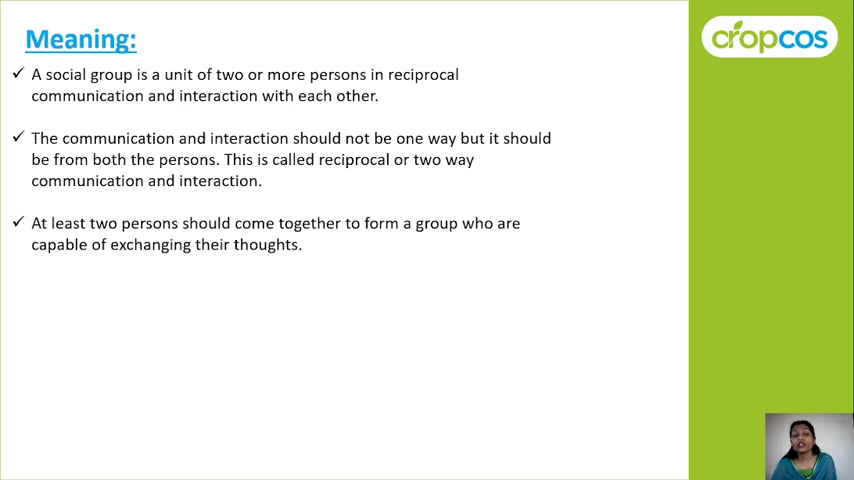 Meaning:
cropcos
✓ A social group is a unit of two or more persons in reciprocal
communication and interaction with each other.
✓ The communication and interaction should not be one way but it should
be from both the persons. This is called reciprocal or two way
communication and interaction.
✓ At least two persons should come together to form a group who are
capable of exchanging their thoughts.